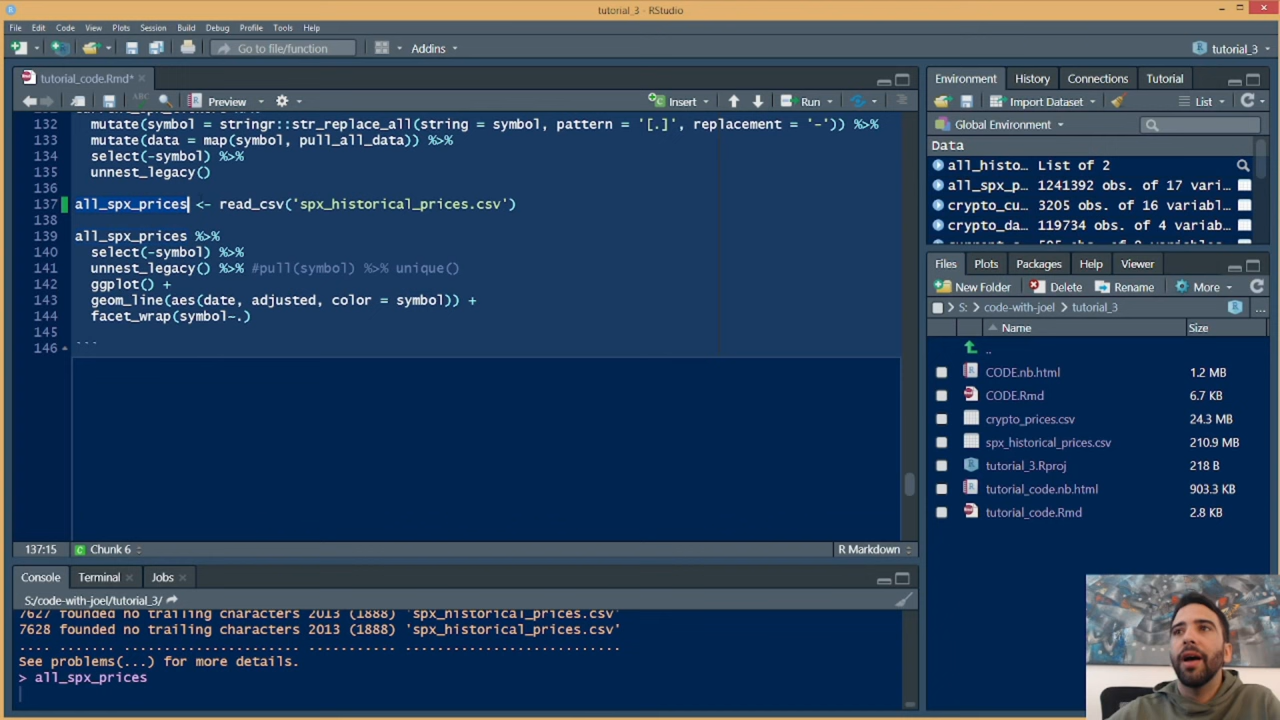 tutorial_3 - RStudio
File Edit Code View Plots Session Build Debug Profile Tools Help
Go to file/function Addins tutorial_3
tutorial_code.Rmd*
Preview Insert Run
132 mutate(symbol = stringr::str_replace_all(string = symbol, pattern = '[.]', replacement = '-')) %>%
133 mutate(data = map(symbol, pull_all_data)) %>%
134 select(-symbol) %>%
135 unnest_legacy()
136
137 all_spx_prices <- read_csv('spx_historical_prices.csv')
138
139 all_spx_prices %>%
140 select(-symbol) %>%
141 unnest_legacy() %>% #pull(symbol) %>% unique()
142 ggplot() +
143 geom_line(aes(date, adjusted, color = symbol)) +
144 facet_wrap(symbol~.)
145
146 ```
137:15 Chunk 6 R Markdown
Console Terminal Jobs
S:/code-with-joel/tutorial_3/
7627 founded no trailing characters 2013 (1888) 'spx_historical_prices.csv'
7628 founded no trailing characters 2013 (1888) 'spx_historical_prices.csv'
.... ....... ...................... ........... ...........................
See problems(...) for more details.
> all_spx_prices
Environment History Connections Tutorial
Import Dataset List
Global Environment
Data
all_histo… List of 2
all_spx_p… 1241392 obs. of 17 vari…
crypto_cu… 3205 obs. of 16 variabl…
crypto_da… 119734 obs. of 4 variab…
Files Plots Packages Help Viewer
New Folder Delete Rename More
S: code-with-joel tutorial_3 ...
Name Size
..
CODE.nb.html 1.2 MB
CODE.Rmd 6.7 KB
crypto_prices.csv 24.3 MB
spx_historical_prices.csv 210.9 MB
tutorial_3.Rproj 218 B
tutorial_code.nb.html 903.3 KB
tutorial_code.Rmd 2.8 KB